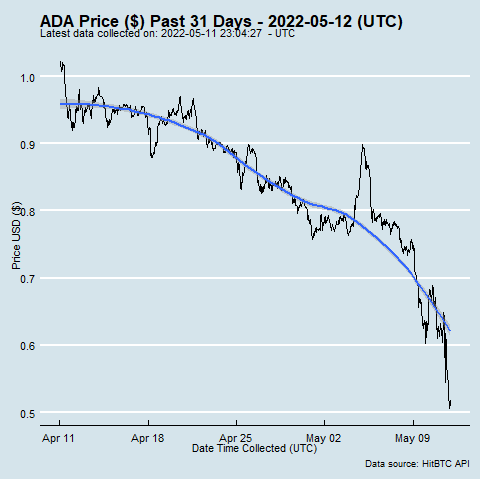 ADA Price ($) Past 31 Days - 2022-05-12 (UTC)
Latest data collected on: 2022-05-11 23:04:27 - UTC
1.0
0.9
0.8
0.7
0.6
0.5
Price USD ($)
Apr 11 Apr 18 Apr 25 May 02 May 09
Date Time Collected (UTC)
Data source: HitBTC API